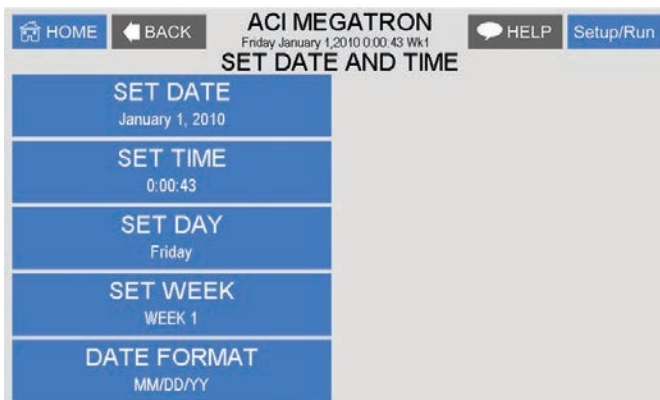 HOME
BACK
ACI MEGATRON
HELP
Setup/Run
Friday January 1,2010 0:00:43 Wk1
SET DATE AND TIME
SET DATE
January 1, 2010
SET TIME
0:00:43
SET DAY
Friday
SET WEEK
WEEK 1
DATE FORMAT
MM/DD/YY